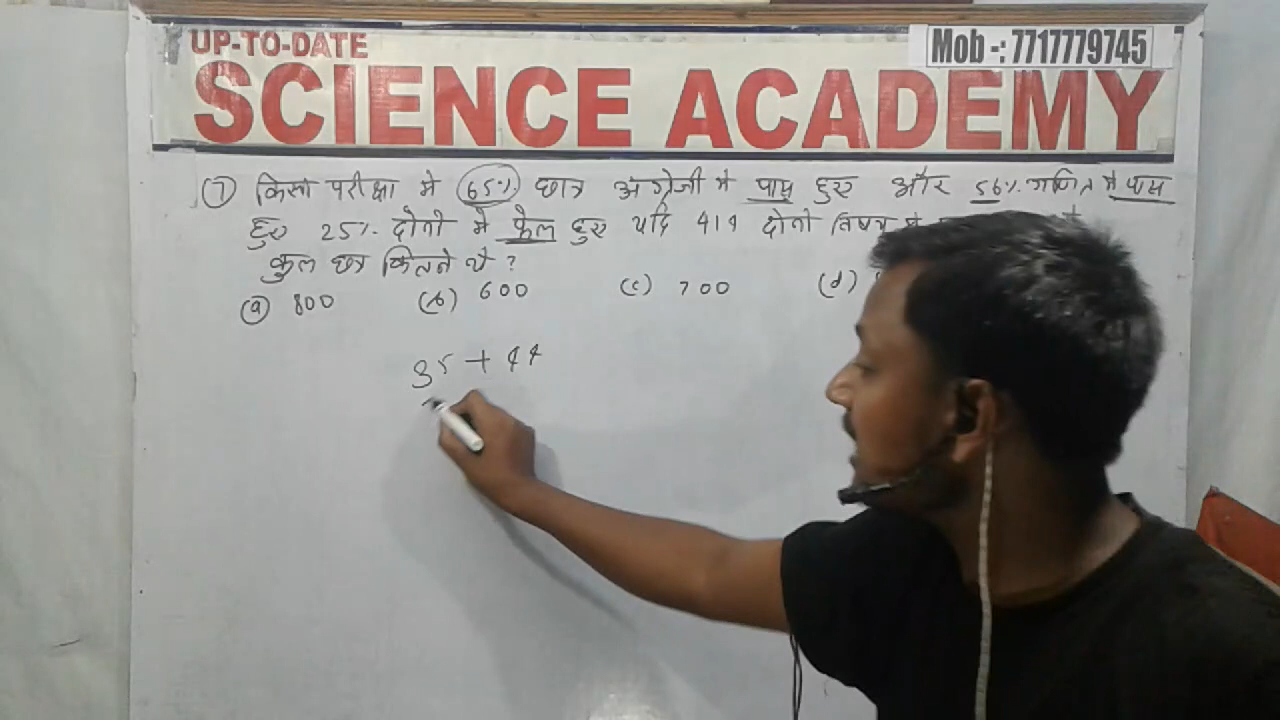 UP-TO-DATE
Mob -: 7717779745
SCIENCE ACADEMY
(7) किसी परीक्षा मे 65% छात्र अंग्रेजी मे पास हुए और 56% गणित मे पास
हुए 25% दोनो मे फेल हुए यदि 414 दोनो विषय मे
कुल छात्र कितने थे ?
(a) 800 (b) 600 (c) 700 (d)
35 + 44